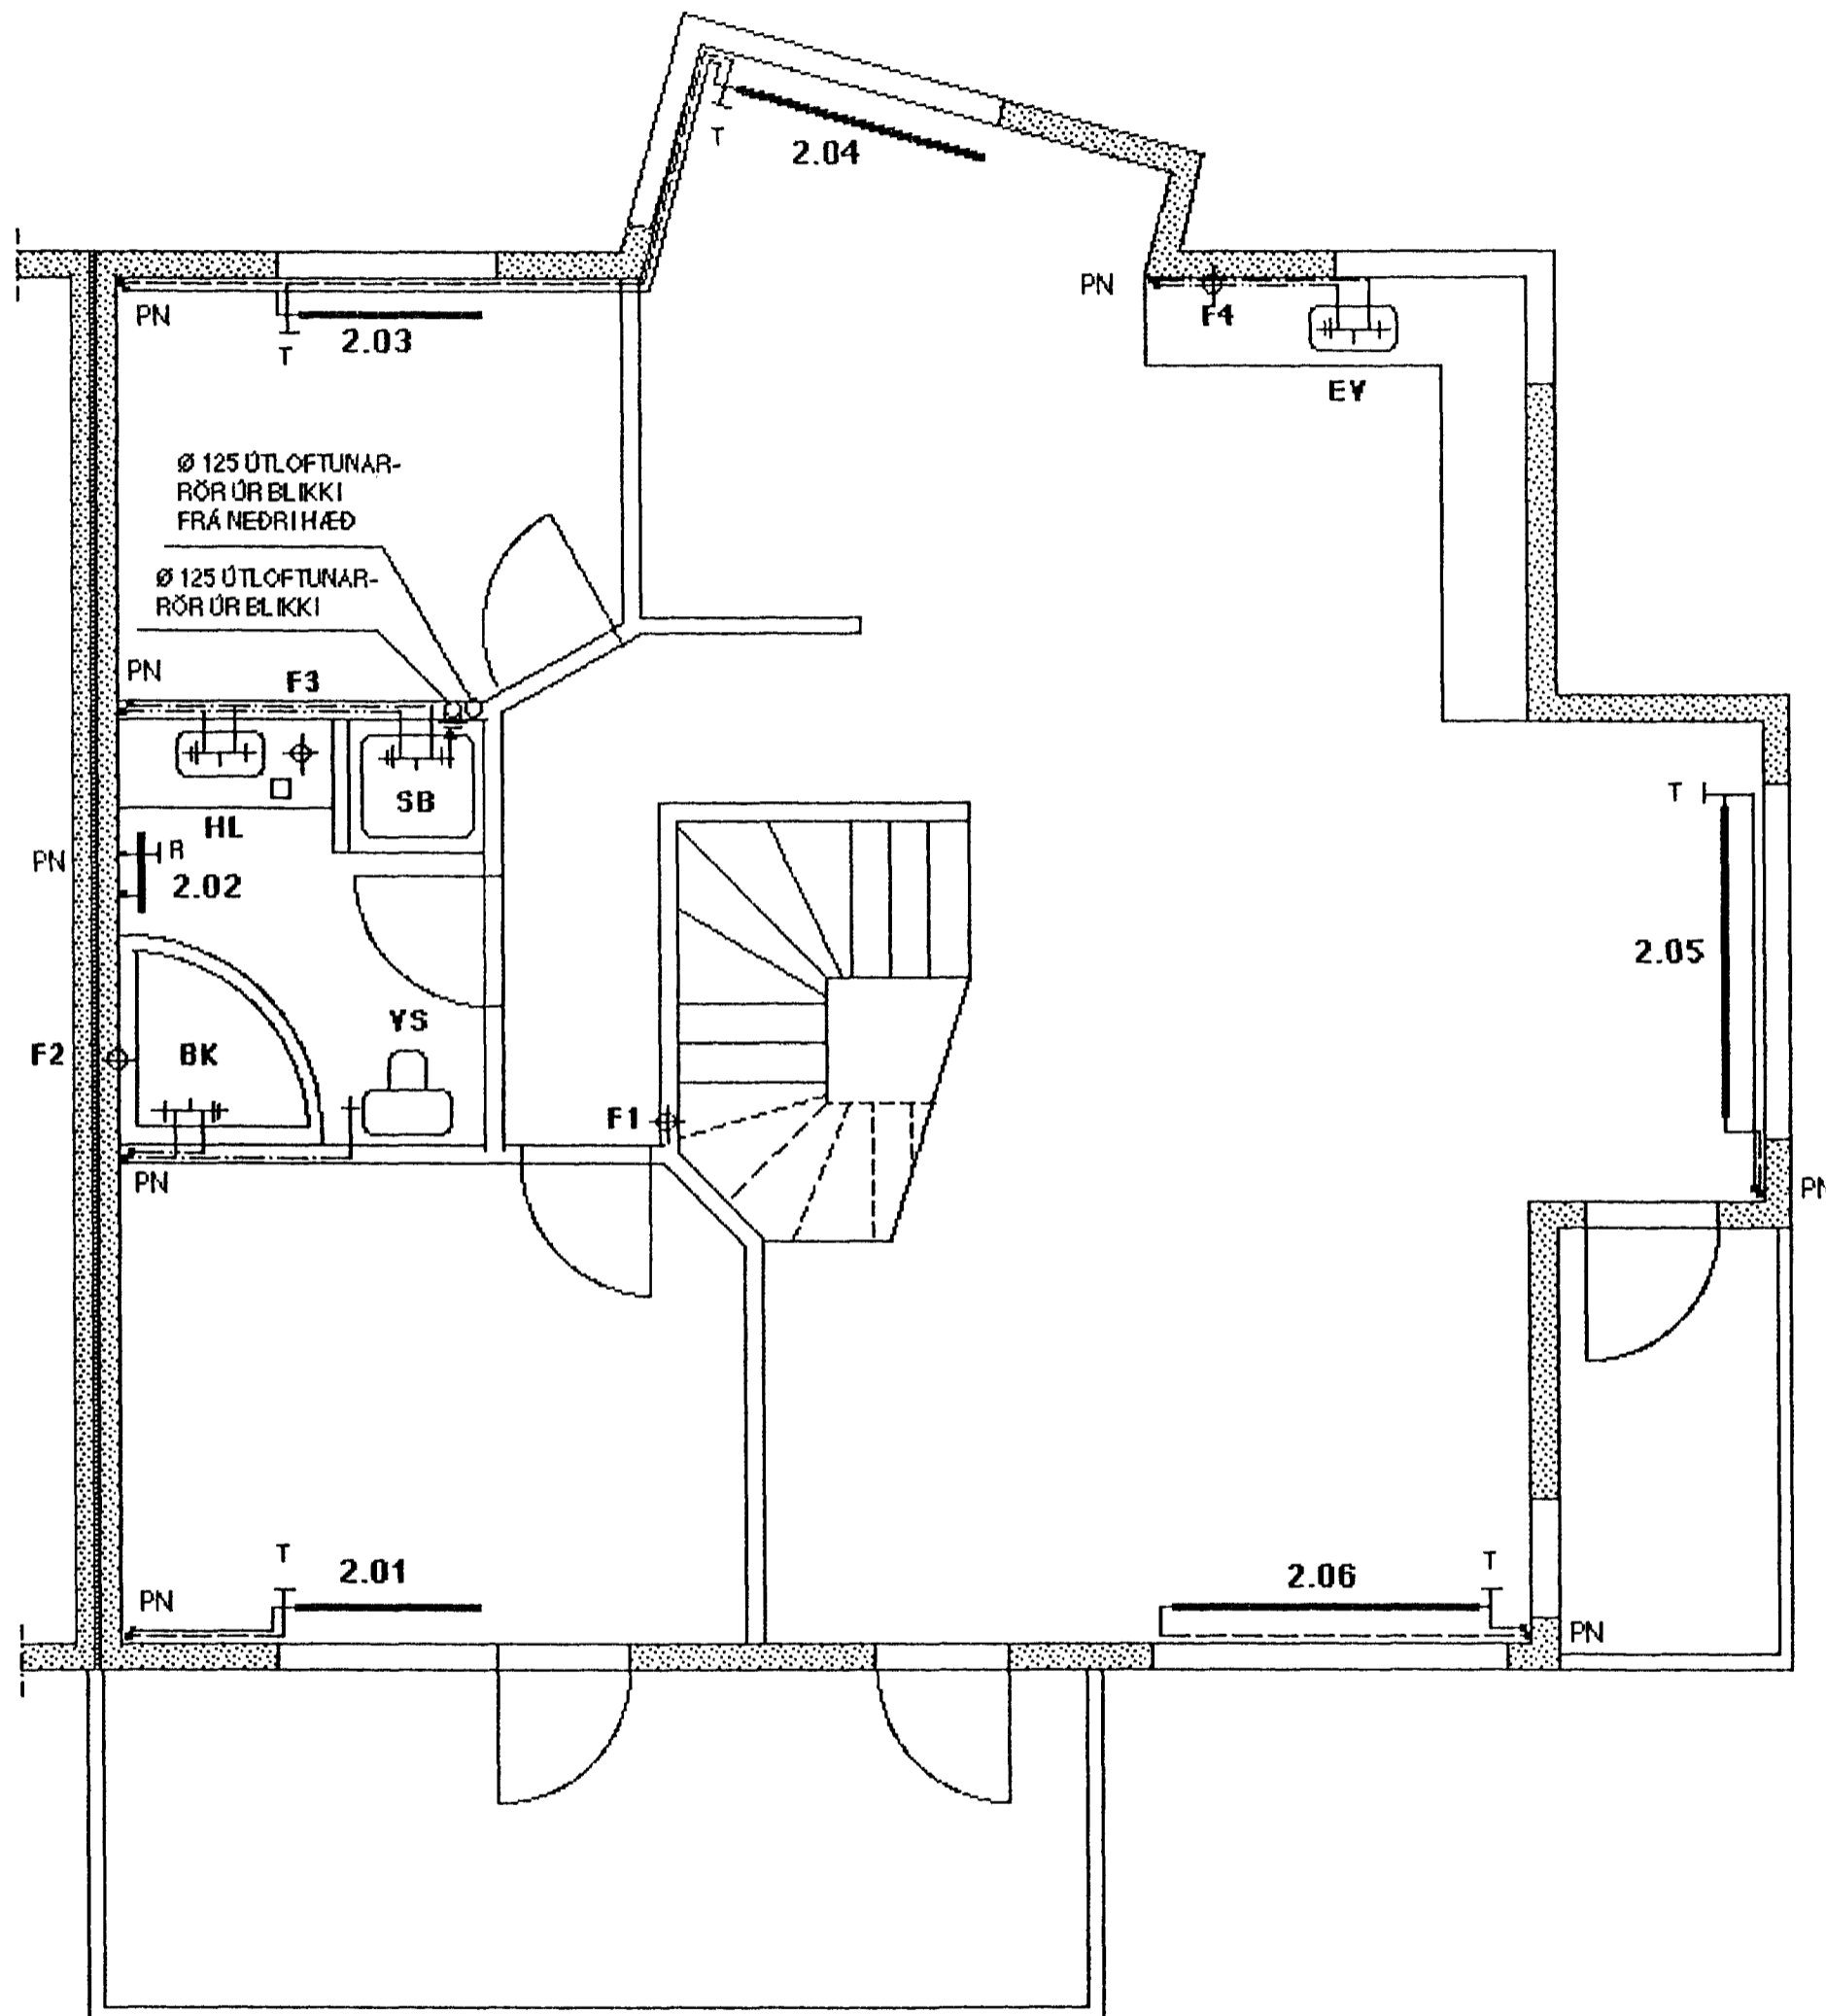 T
2.04
PN
2.03
T
PN
F4
EV
Ø 125 ÚTLOFTUNAR-
RÖR ÚR BLIKKI
FRÁ NEÐRI HÆÐ
Ø 125 ÚTLOFTUNAR-
RÖR ÚR BLIKKI
PN
F3
SB
HL
T
PN
R
2.02
2.05
VS
F2
BK
F1
PN
PN
T
2.01
PN
T
2.06
PN